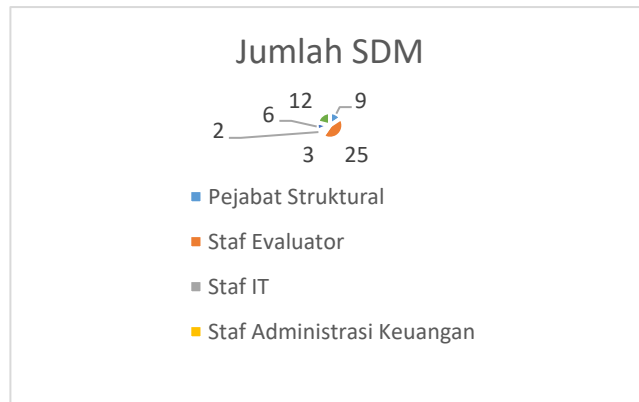 Jumlah SDM
12
9
6
2
3
25
Pejabat Struktural
Staf Evaluator
Staf IT
Staf Administrasi Keuangan